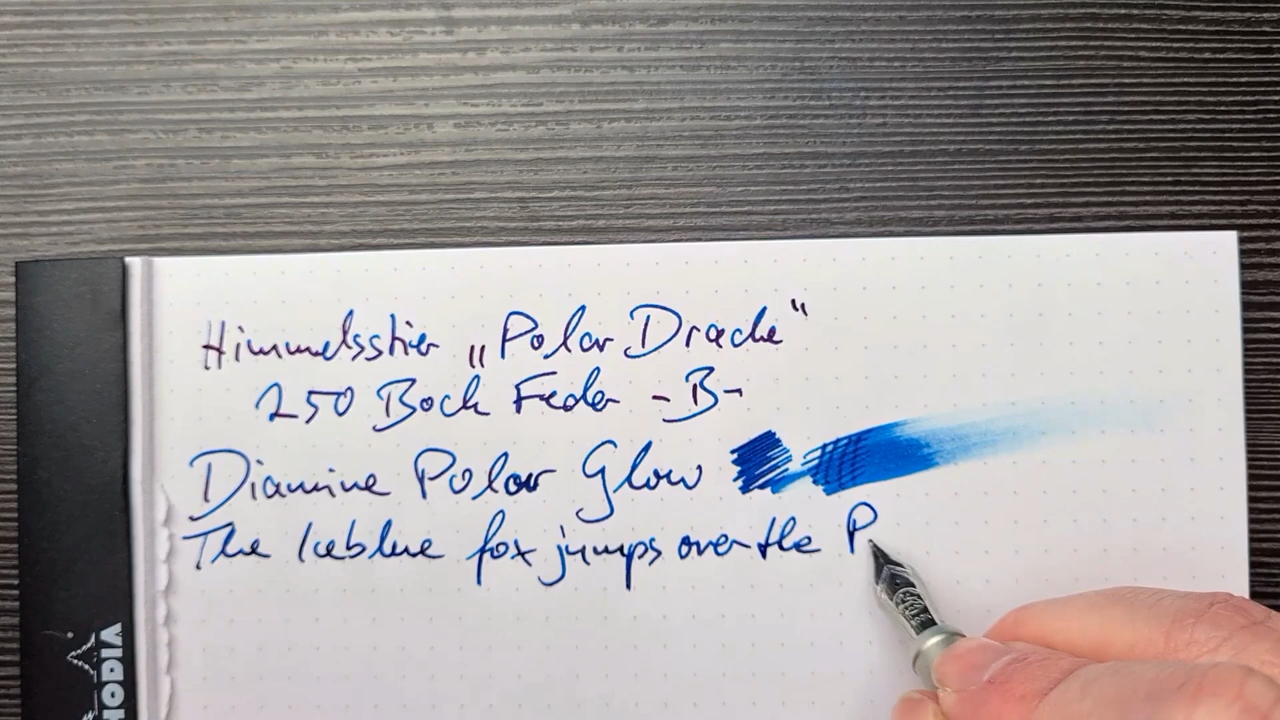 Himmelsstier „Polar Drache“
250 Bock Feder -B-
Diamine Polar Glow
The Iceblue fox jumps over the P